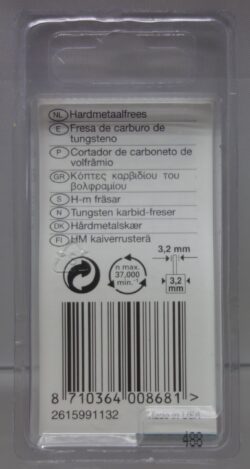 NL Hardmetaalfrees
E Fresa de carburo de
tungsteno
P Cortador de carboneto de
volfrâmio
GR Κόπτες καρβιδίου του
βολφραμίου
S H-m fräsar
N Tungsten karbid-freser
DK Hårdmetalskær
FI HM kaiverrusterä
3,2 mm
n max.
37,000
min.⁻¹
3,2
mm
8 710364 008681 >
2615991132
Made in USA
488